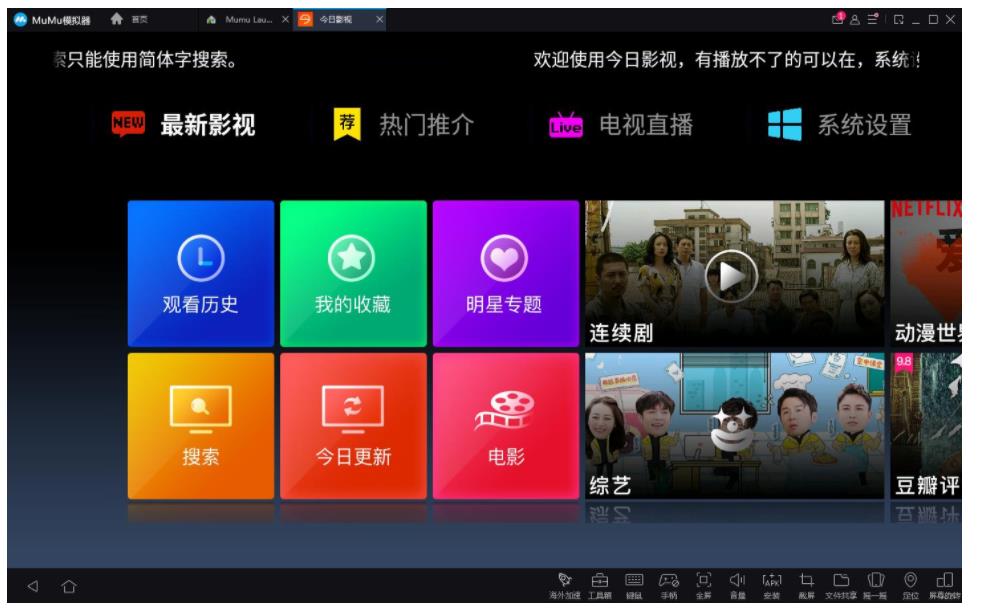 MuMu模拟器
首页
Mumu Lau...
今日影视
1
索只能使用简体字搜索。
欢迎使用今日影视，有播放不了的可以在，系统
NEW
最新影视
荐
热门推介
Live
电视直播
系统设置
观看历史
我的收藏
明星专题
连续剧
NETFLIX
动漫世界
搜索
今日更新
电影
综艺
9.8
豆瓣评
海外加速
工具箱
键鼠
手柄
全屏
音量
APK
安装
截屏
文件共享
摇一摇
定位
屏幕旋转